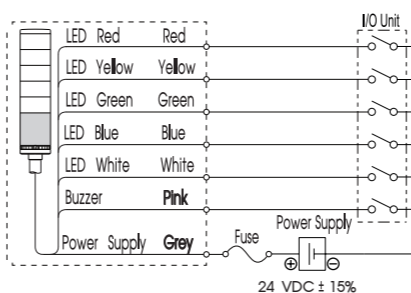 I/O Unit
LED Red Red
LED Yellow Yellow
LED Green Green
LED Blue Blue
LED White White
Buzzer Pink
Power Supply Grey
Fuse
Power Supply
⊕ ⊖
24 VDC ± 15%